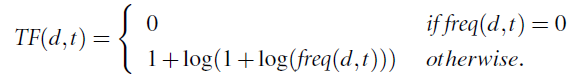 TF(d,t) = { 0 if freq(d,t) = 0
1+log(1+log(freq(d,t))) otherwise.